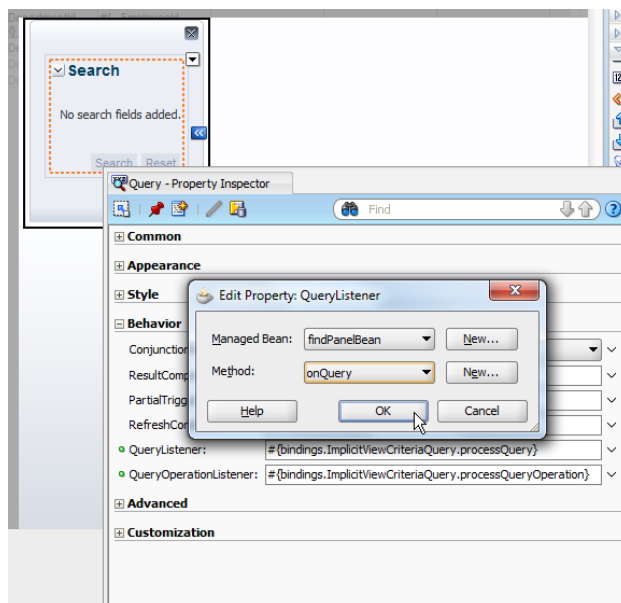 Search
No search fields added.
Search Reset
Query - Property Inspector
Find
Common
Appearance
Style
Edit Property: QueryListener
Behavior
Managed Bean: findPanelBean New...
Conjunction
Method: onQuery New...
ResultComp
PartialTrigg
Help OK Cancel
RefreshCon
QueryListener: #{bindings.ImplicitViewCriteriaQuery.processQuery}
QueryOperationListener: #{bindings.ImplicitViewCriteriaQuery.processQueryOperation}
Advanced
Customization